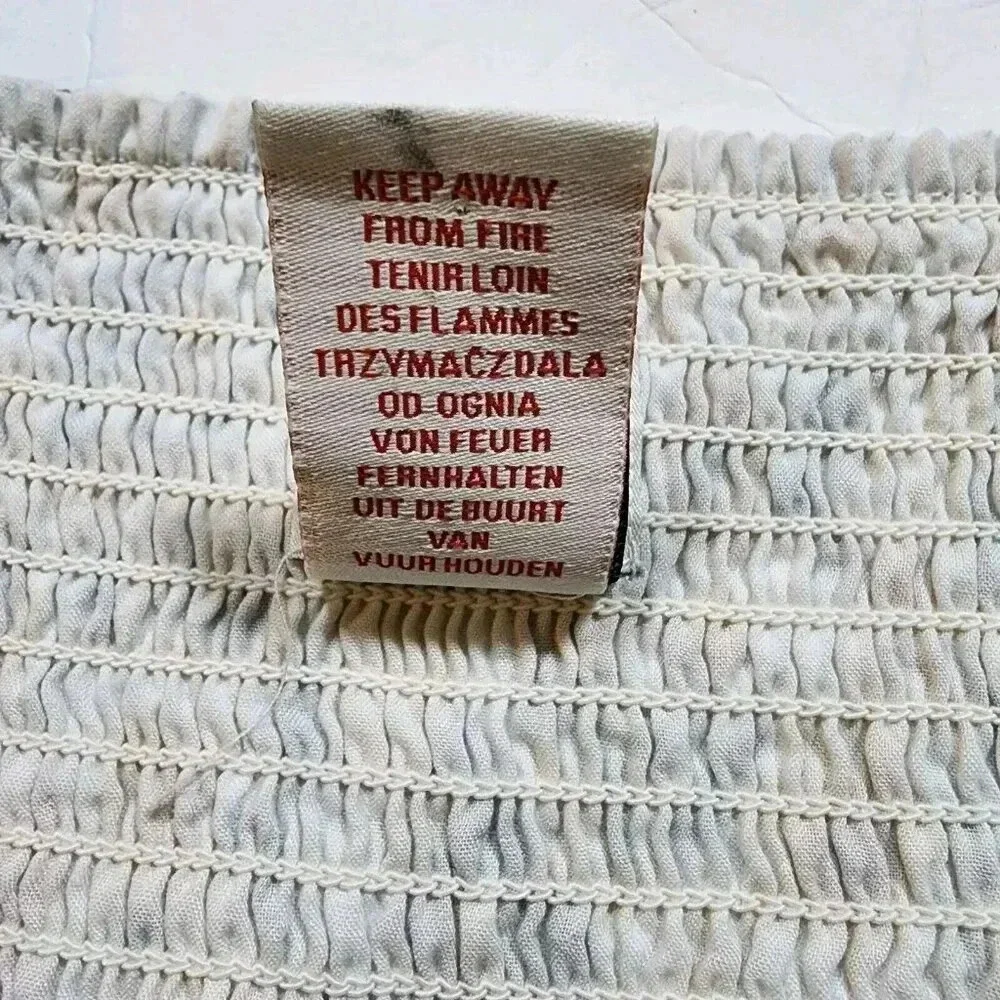 KEEP AWAY
FROM FIRE
TENIR LOIN
DES FLAMMES
TRZYMAČZDALA
OD OGNIA
VON FEUER
FERNHALTEN
UIT DE BUURT
VAN
VUUR HOUDEN